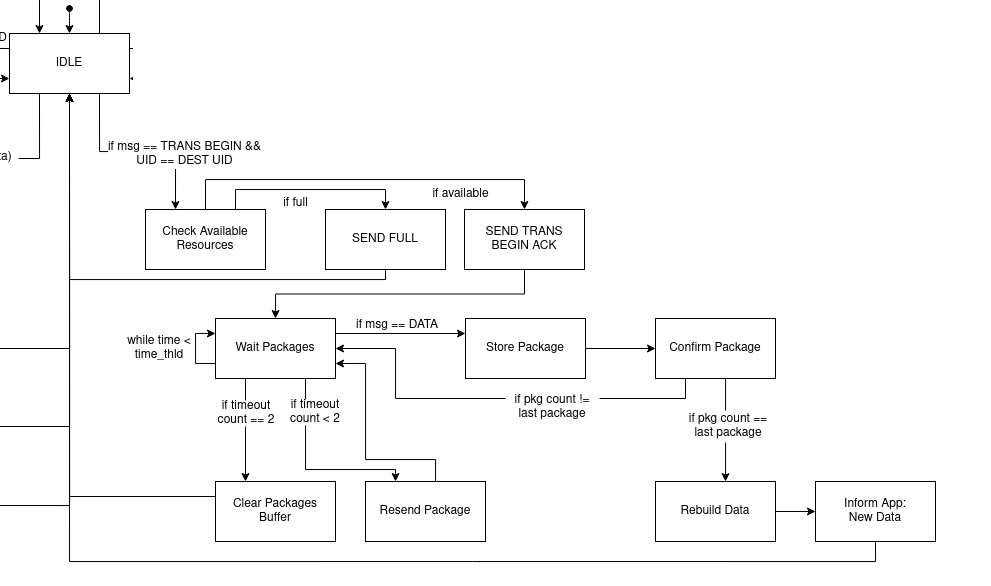 D
IDLE
ta)
if msg == TRANS BEGIN &&
UID == DEST UID
if available
if full
Check Available
Resources
SEND FULL
SEND TRANS
BEGIN ACK
while time <
time_thld
Wait Packages
if msg == DATA
Store Package
Confirm Package
if timeout
count == 2
if timeout
count < 2
if pkg count !=
last package
if pkg count ==
last package
Clear Packages
Buffer
Resend Package
Rebuild Data
Inform App:
New Data